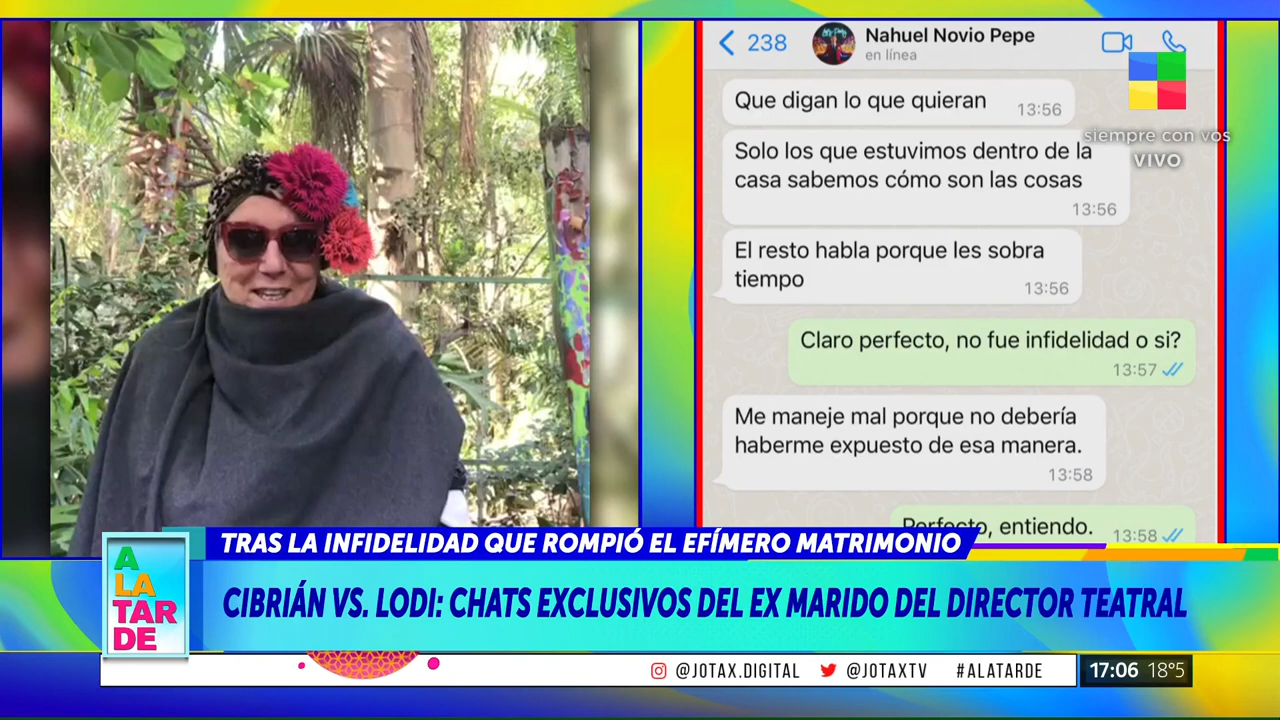 238
Nahuel Novio Pepe
en línea
Que digan lo que quieran
13:56
siempre con vos
VIVO
Solo los que estuvimos dentro de la
casa sabemos cómo son las cosas
13:56
El resto habla porque les sobra
tiempo
13:56
Claro perfecto, no fue infidelidad o si?
13:57
Me maneje mal porque no debería
haberme expuesto de esa manera.
13:58
Perfecto, entiendo.
13:58
TRAS LA INFIDELIDAD QUE ROMPIÓ EL EFÍMERO MATRIMONIO
A
LA
TAR
DE
CIBRIÁN VS. LODI: CHATS EXCLUSIVOS DEL EX MARIDO DEL DIRECTOR TEATRAL
@JOTAX.DIGITAL @JOTAXTV #ALATARDE
17:06 18°5